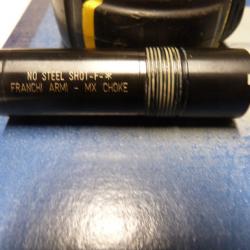 NO STEEL SHOT-F-*
FRANCHI ARMI - MX CHOKE